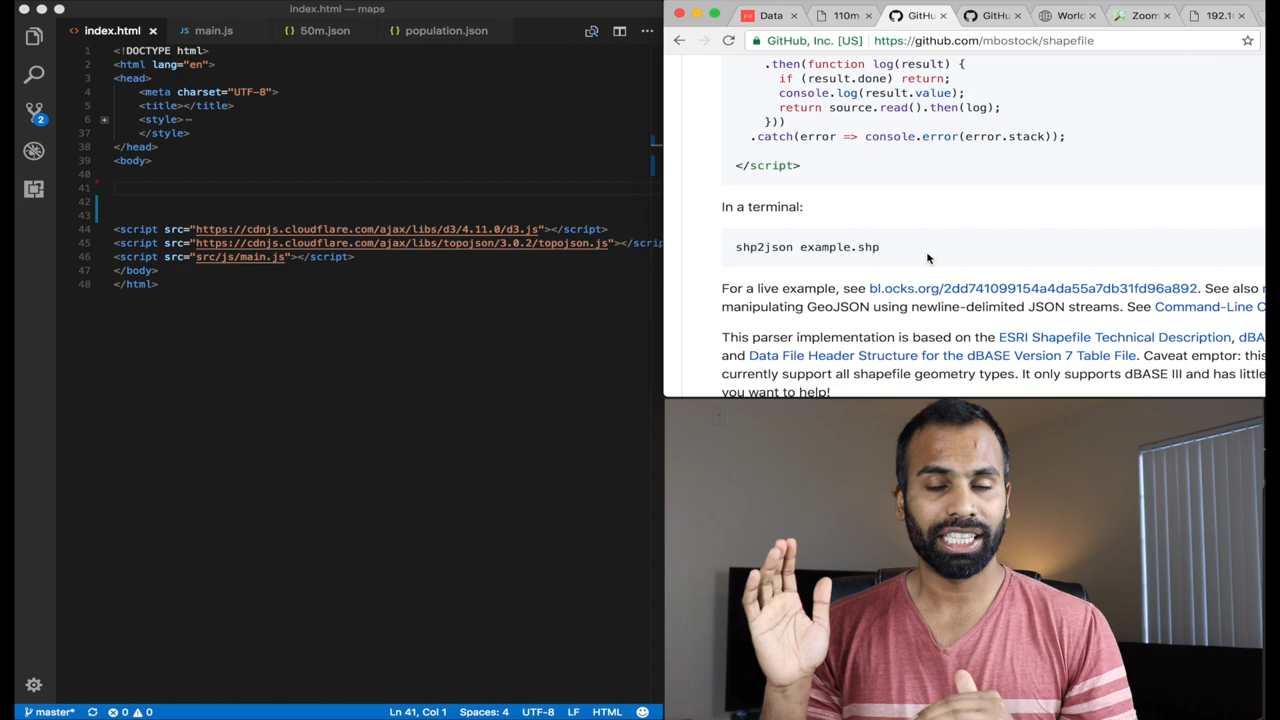 index.html — maps
index.html
main.js
50m.json
population.json
1 <!DOCTYPE html>
2 <html lang="en">
3 <head>
4 <meta charset="UTF-8">
5 <title></title>
6 <style>
37 </style>
38 </head>
39 <body>
40
41
42
43
44 <script src="https://cdnjs.cloudflare.com/ajax/libs/d3/4.11.0/d3.js"></script>
45 <script src="https://cdnjs.cloudflare.com/ajax/libs/topojson/3.0.2/topojson.js"></scrip
46 <script src="src/js/main.js"></script>
47 </body>
48 </html>
2
master*
0 0
Ln 41, Col 1 Spaces: 4 UTF-8 LF HTML
Data
110m
GitHu
GitHu
World
Zoom
192.1
GitHub, Inc. [US]
https://github.com/mbostock/shapefile
.then(function log(result) {
if (result.done) return;
console.log(result.value);
return source.read().then(log);
}))
.catch(error => console.error(error.stack));
</script>
In a terminal:
shp2json example.shp
For a live example, see bl.ocks.org/2dd741099154a4da55a7db31fd96a892. See also
manipulating GeoJSON using newline-delimited JSON streams. See Command-Line C
This parser implementation is based on the ESRI Shapefile Technical Description, dBA
and Data File Header Structure for the dBASE Version 7 Table File. Caveat emptor: this
currently support all shapefile geometry types. It only supports dBASE III and has little
you want to help!